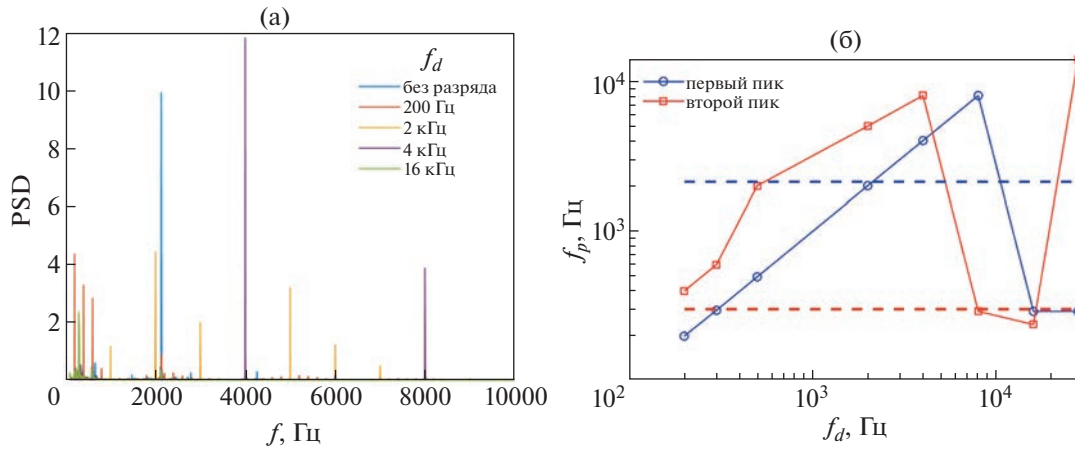 (а)
12
10
8
6
4
2
0
2000
4000
6000
8000
10000
PSD
f, Гц
f_d
без разряда
200 Гц
2 кГц
4 кГц
16 кГц
(б)
первый пик
второй пик
10^4
10^3
10^2
f_p, Гц
10^2
10^3
10^4
f_d, Гц